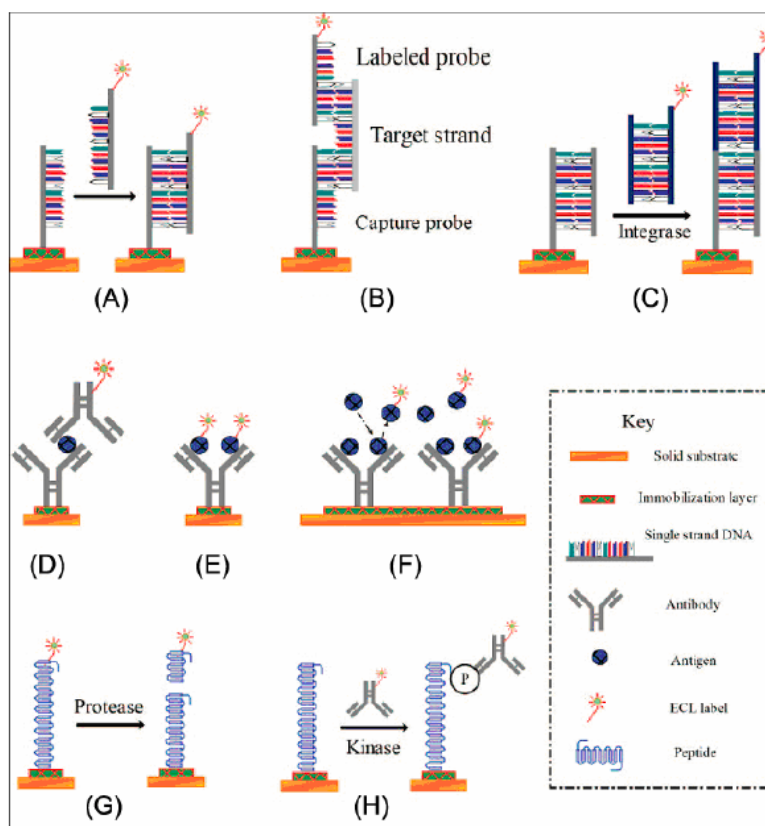 Labeled probe
Target strand
Capture probe
Integrase
(A)
(B)
(C)
(D)
(E)
(F)
Key
Solid substrate
Immobilization layer
Single strand DNA
Antibody
Antigen
ECL label
Peptide
Protease
Kinase
P
(G)
(H)